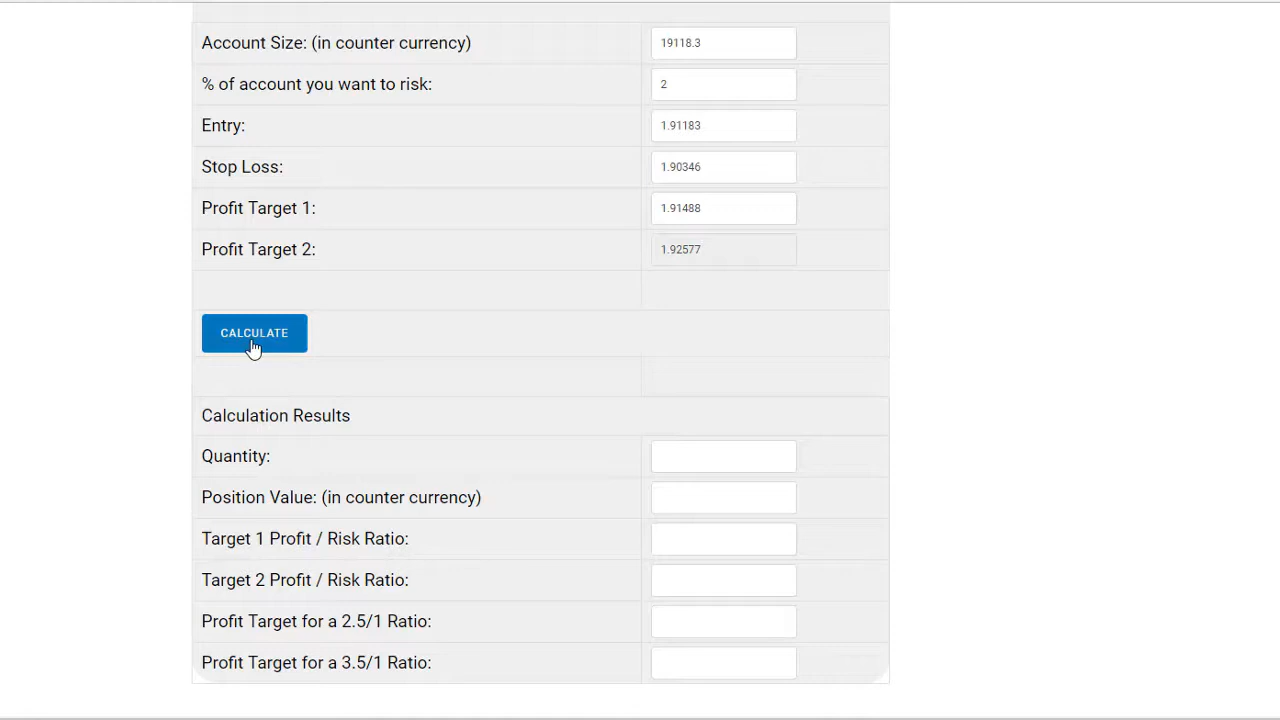 Account Size: (in counter currency) 19118.3
% of account you want to risk: 2
Entry: 1.91183
Stop Loss: 1.90346
Profit Target 1: 1.91488
Profit Target 2: 1.92577
CALCULATE
Calculation Results
Quantity:
Position Value: (in counter currency)
Target 1 Profit / Risk Ratio:
Target 2 Profit / Risk Ratio:
Profit Target for a 2.5/1 Ratio:
Profit Target for a 3.5/1 Ratio: